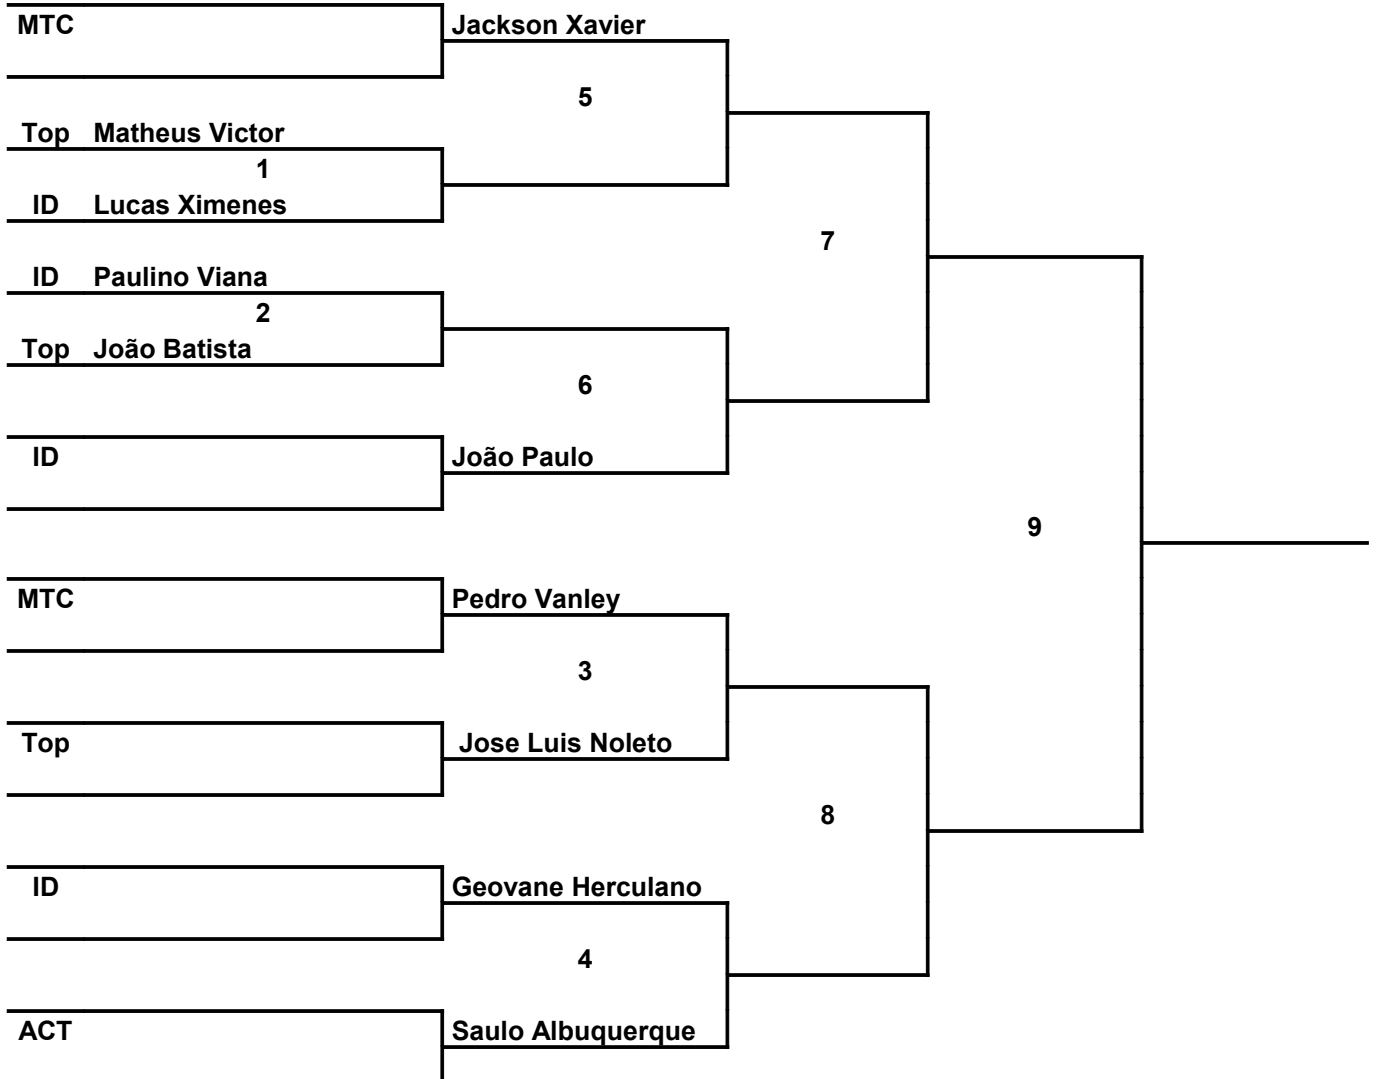 MTC Jackson Xavier
5
Top Matheus Victor
1
ID Lucas Ximenes
7
ID Paulino Viana
2
Top João Batista
6
ID João Paulo
9
MTC Pedro Vanley
3
Top Jose Luis Noleto
8
ID Geovane Herculano
4
ACT Saulo Albuquerque